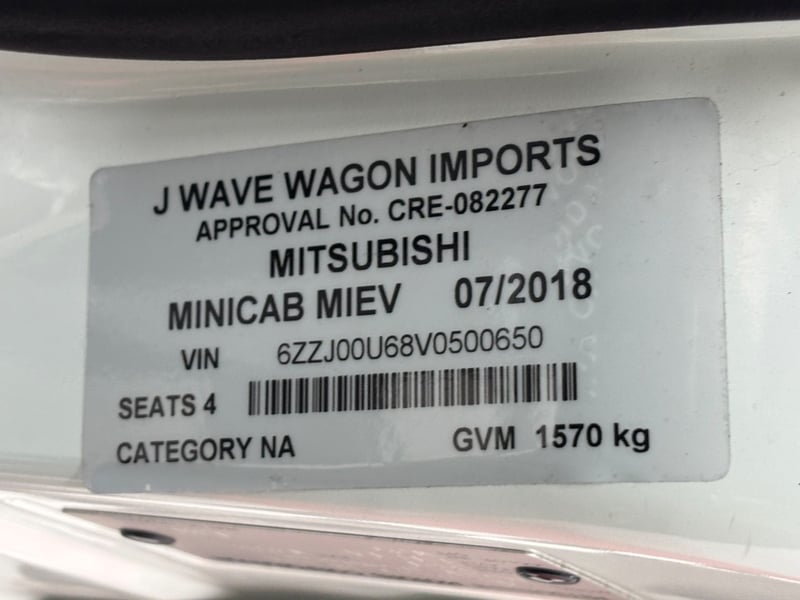 J WAVE WAGON IMPORTS
APPROVAL No. CRE-082277
MITSUBISHI
MINICAB MIEV 07/2018
VIN 6ZZJ00U68V0500650
SEATS 4
CATEGORY NA GVM 1570 kg